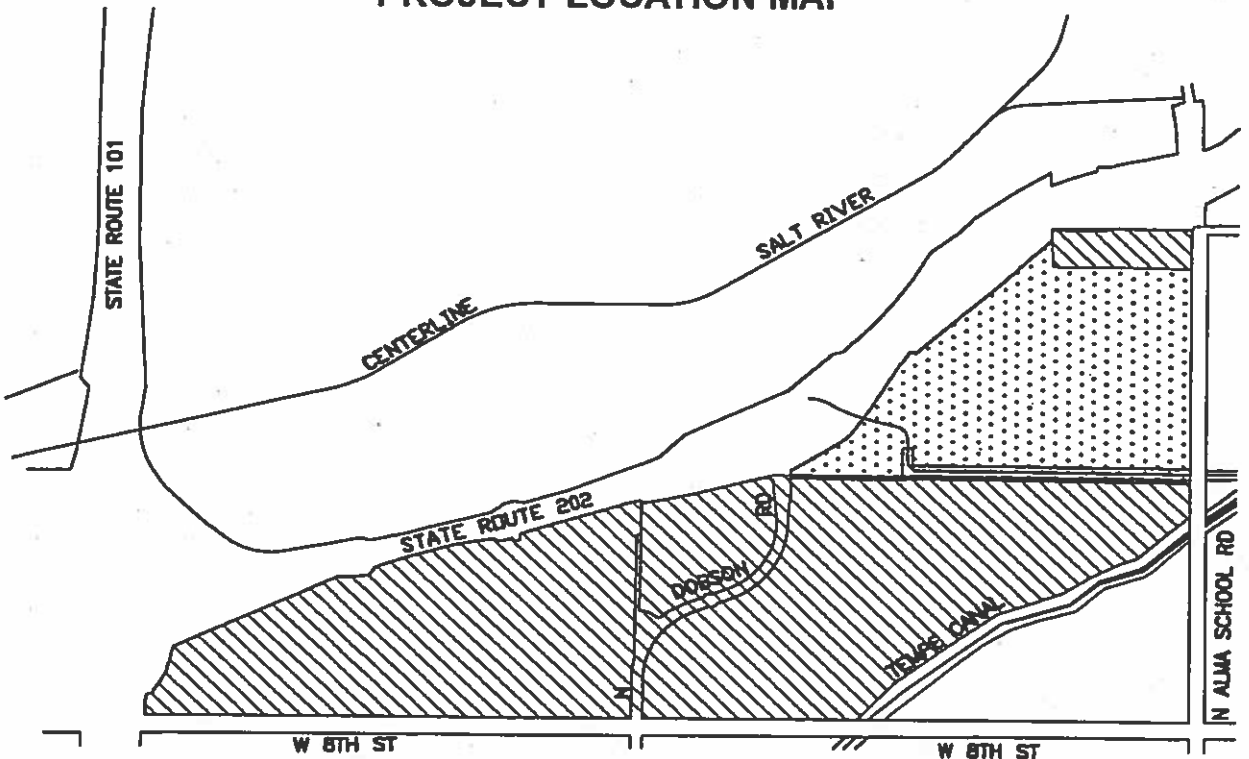 PROJECT LOCATION MAP
STATE ROUTE 101
SALT RIVER
CENTERLINE
STATE ROUTE 202
N DOBSON RD
TEMPE CANAL
N ALMA SCHOOL RD
W 8TH ST
W 8TH ST